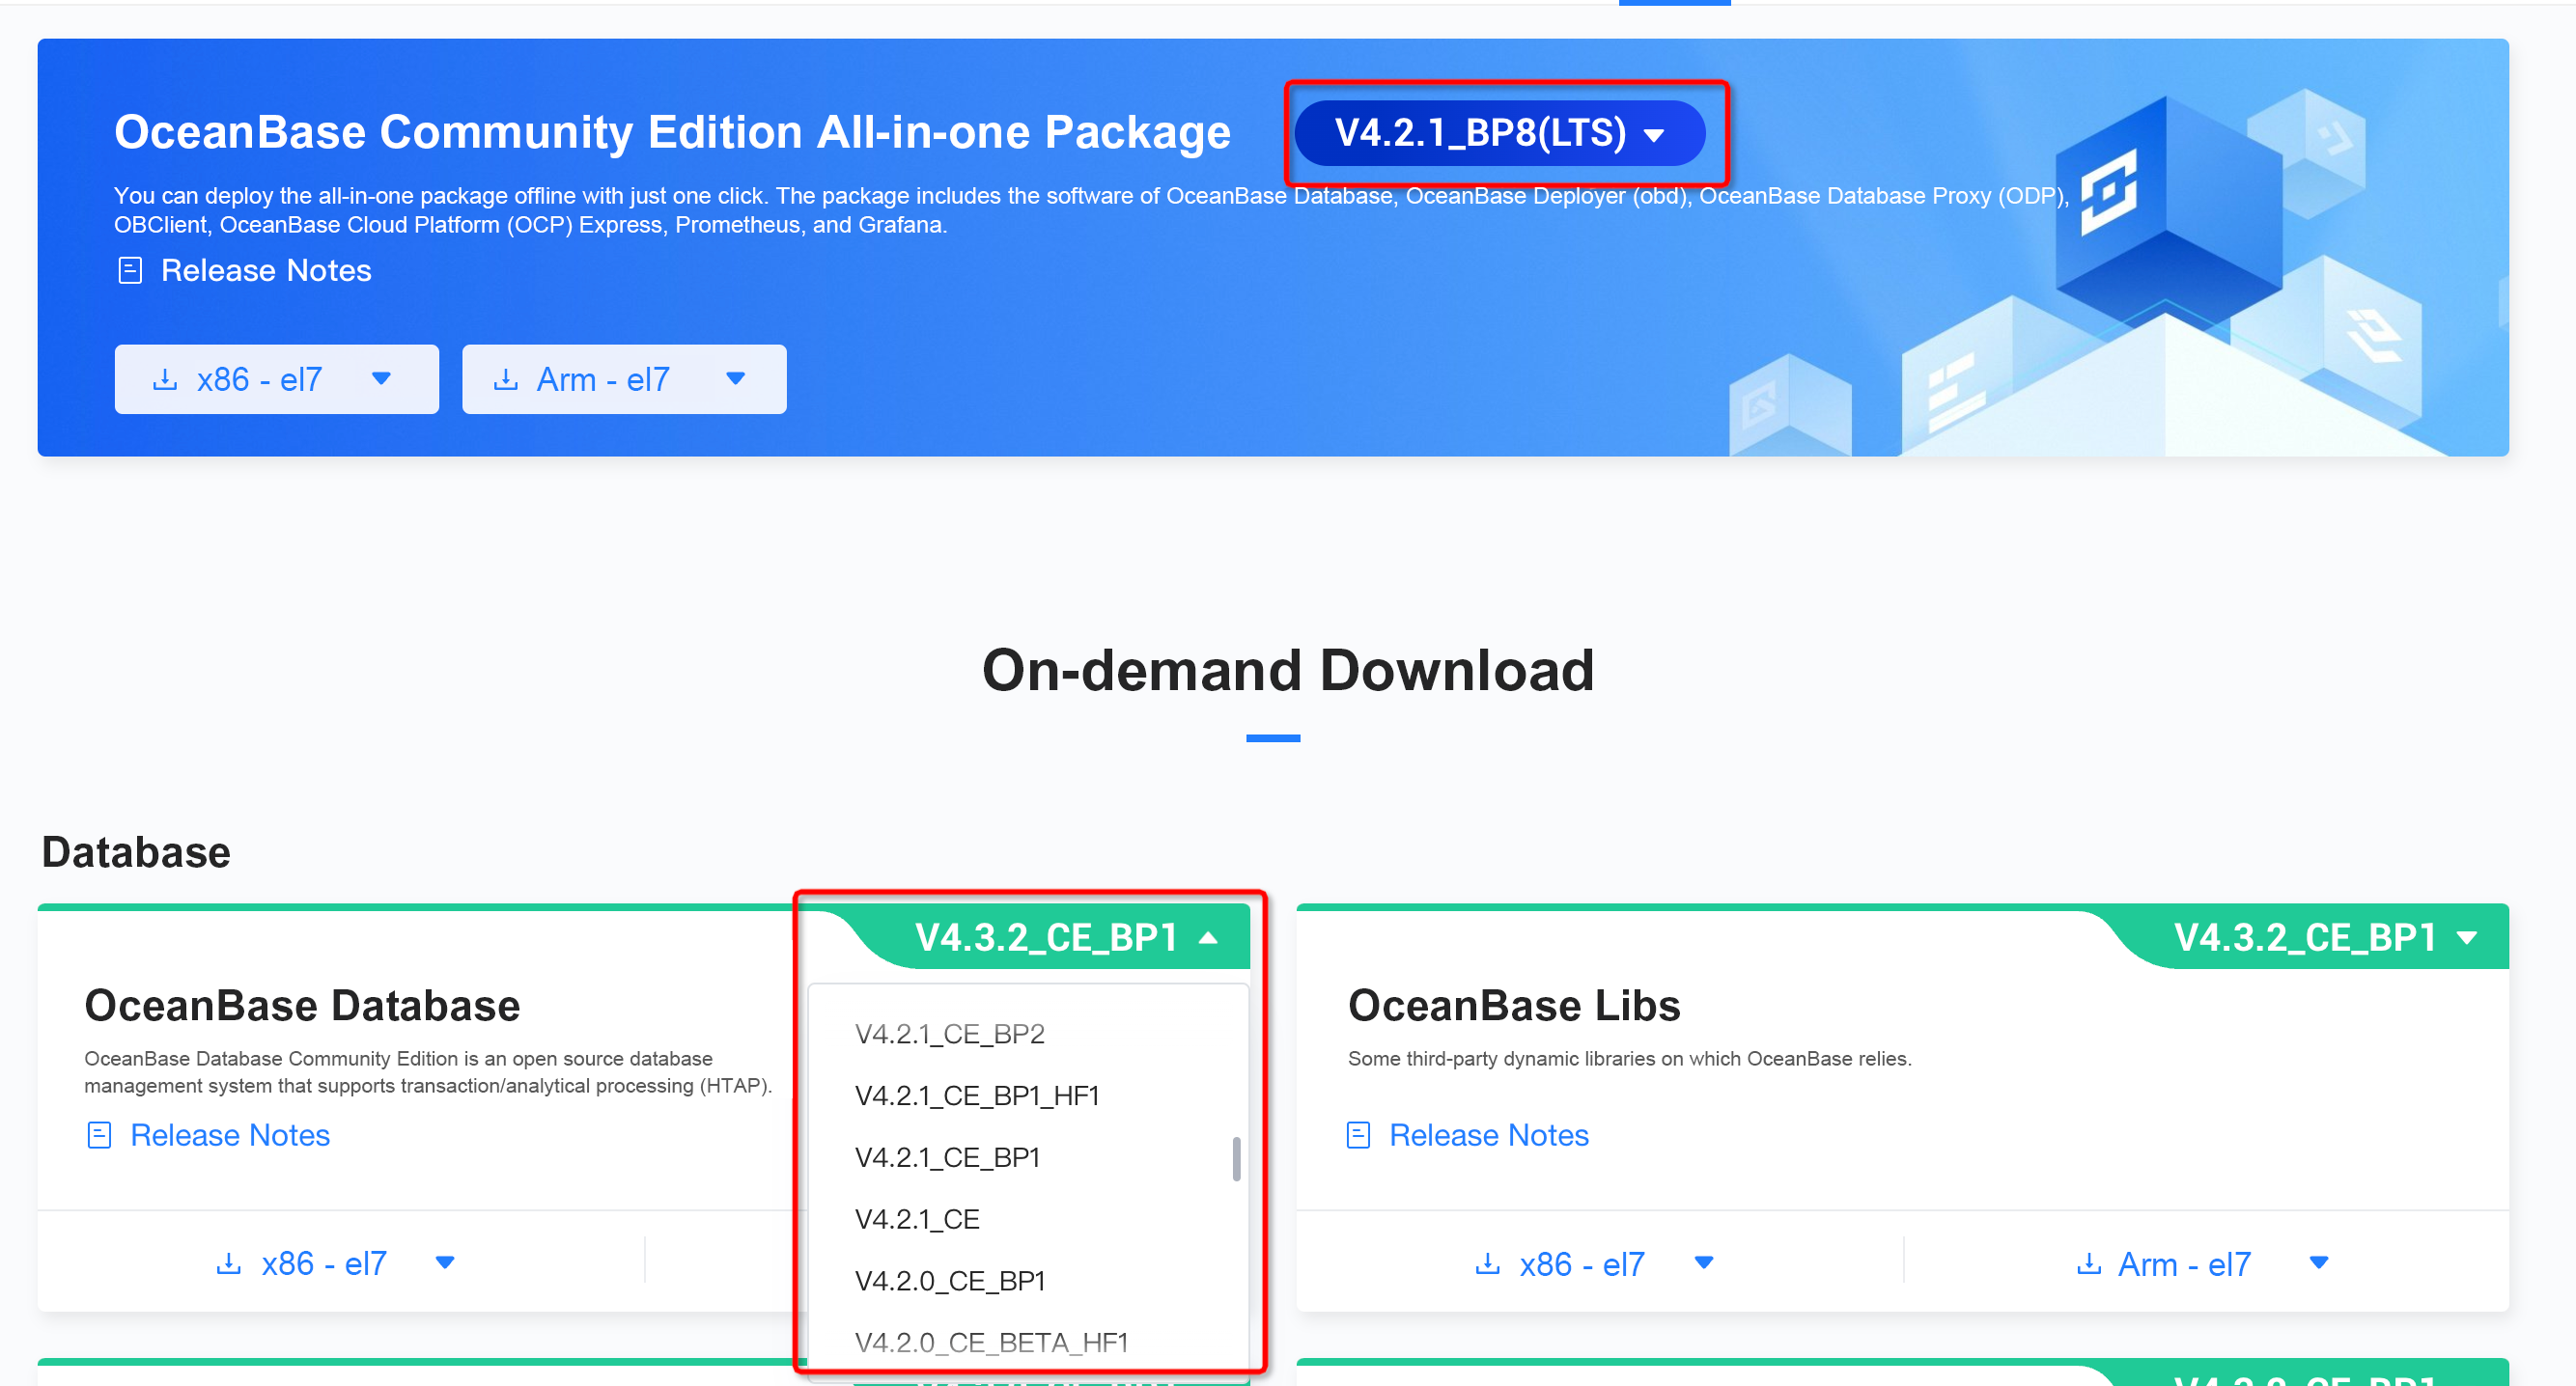 OceanBase Community Edition All-in-one Package
V4.2.1_BP8(LTS)
You can deploy the all-in-one package offline with just one click. The package includes the software of OceanBase Database, OceanBase Deployer (obd), OceanBase Database Proxy (ODP),
OBClient, OceanBase Cloud Platform (OCP) Express, Prometheus, and Grafana.
Release Notes
x86 - el7
Arm - el7
On-demand Download
Database
V4.3.2_CE_BP1
OceanBase Database
OceanBase Database Community Edition is an open source database
management system that supports transaction/analytical processing (HTAP).
Release Notes
x86 - el7
V4.2.1_CE_BP2
V4.2.1_CE_BP1_HF1
V4.2.1_CE_BP1
V4.2.1_CE
V4.2.0_CE_BP1
V4.2.0_CE_BETA_HF1
V4.3.2_CE_BP1
OceanBase Libs
Some third-party dynamic libraries on which OceanBase relies.
Release Notes
x86 - el7
Arm - el7